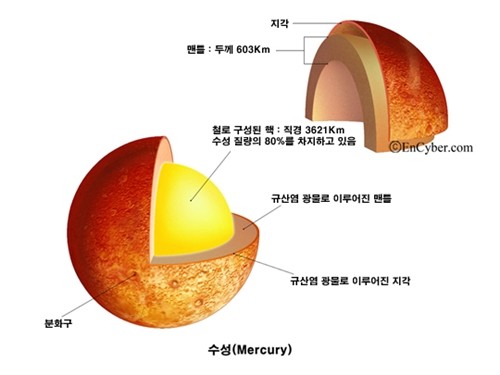 지각
맨틀 : 두께 603Km
©EnCyber.com
철로 구성된 핵 : 직경 3621Km
수성 질량의 80%를 차지하고 있음
규산염 광물로 이루어진 맨틀
규산염 광물로 이루어진 지각
분화구
수성(Mercury)